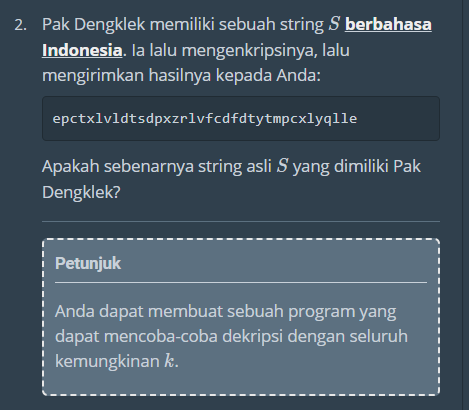 2. Pak Dengklek memiliki sebuah string S berbahasa
Indonesia. Ia lalu mengenkripsinya, lalu
mengirimkan hasilnya kepada Anda:
epctxlvldtsdpxzrlvfcdfdtytmpcxlyqlle
Apakah sebenarnya string asli S yang dimiliki Pak
Dengklek?
Petunjuk
Anda dapat membuat sebuah program yang
dapat mencoba-coba dekripsi dengan seluruh
kemungkinan k.